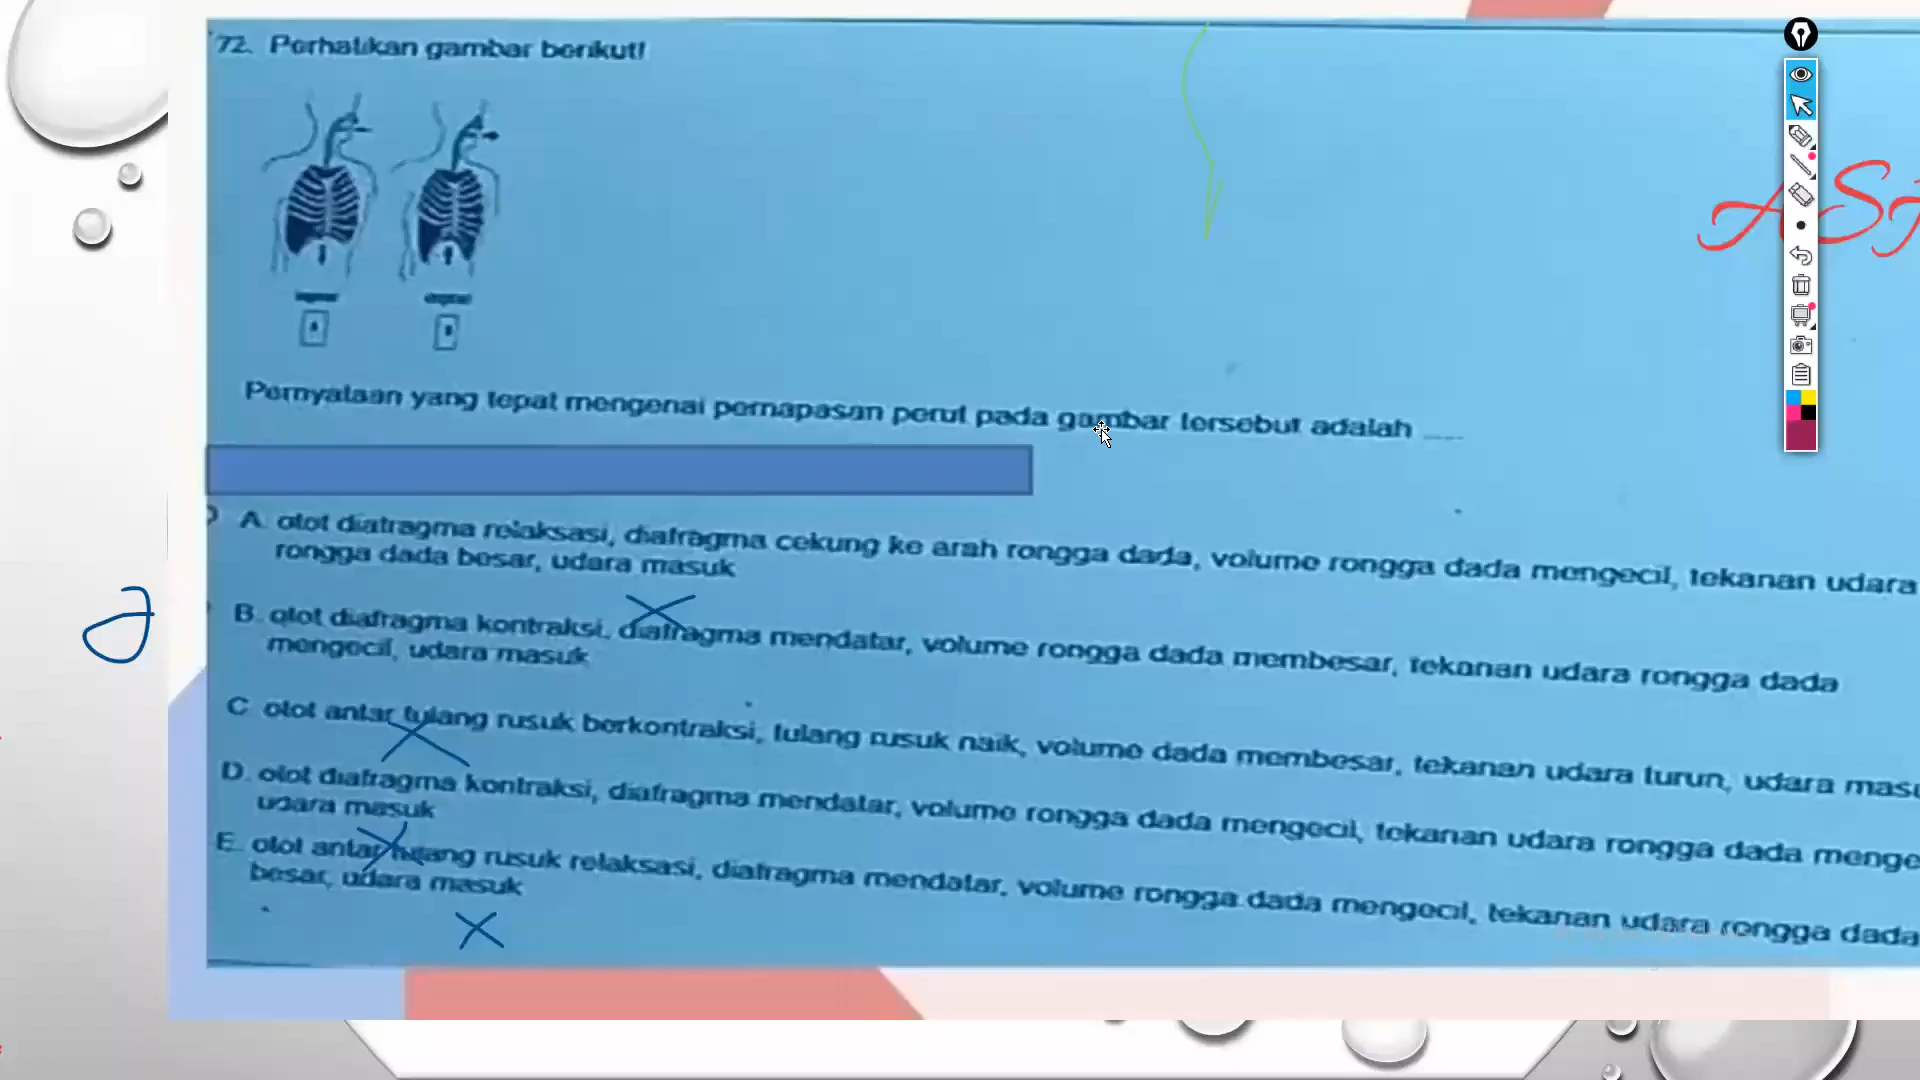 72. Perhatikan gambar berikut!
A
B
Pernyataan yang tepat mengenai pernapasan perut pada gambar tersebut adalah ....
A. otot diafragma relaksasi, diafragma cekung ke arah rongga dada, volume rongga dada mengecil, tekanan udara
rongga dada besar, udara masuk
B. otot diafragma kontraksi, diafragma mendatar, volume rongga dada membesar, tekanan udara rongga dada
mengecil, udara masuk
C otot antar tulang rusuk berkontraksi, tulang rusuk naik, volume dada membesar, tekanan udara turun, udara masu
D. otot diafragma kontraksi, diafragma mendatar, volume rongga dada mengecil, tekanan udara rongga dada menge
udara masuk
E. otot antar tulang rusuk relaksasi, diafragma mendatar, volume rongga dada mengecil, tekanan udara rongga dada
besar, udara masuk